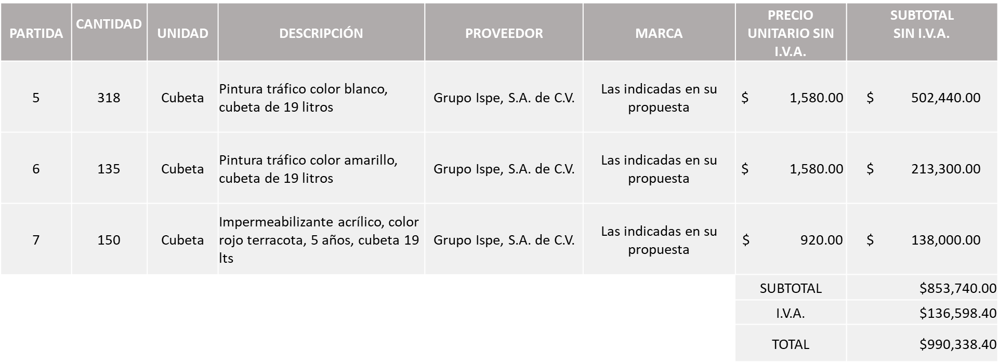 PARTIDA CANTIDAD UNIDAD DESCRIPCIÓN PROVEEDOR MARCA PRECIO UNITARIO SIN I.V.A. SUBTOTAL SIN I.V.A.
5 318 Cubeta Pintura tráfico color blanco, cubeta de 19 litros Grupo Ispe, S.A. de C.V. Las indicadas en su propuesta $ 1,580.00 $ 502,440.00
6 135 Cubeta Pintura tráfico color amarillo, cubeta de 19 litros Grupo Ispe, S.A. de C.V. Las indicadas en su propuesta $ 1,580.00 $ 213,300.00
7 150 Cubeta Impermeabilizante acrílico, color rojo terracota, 5 años, cubeta 19 lts Grupo Ispe, S.A. de C.V. Las indicadas en su propuesta $ 920.00 $ 138,000.00
SUBTOTAL $853,740.00
I.V.A. $136,598.40
TOTAL $990,338.40